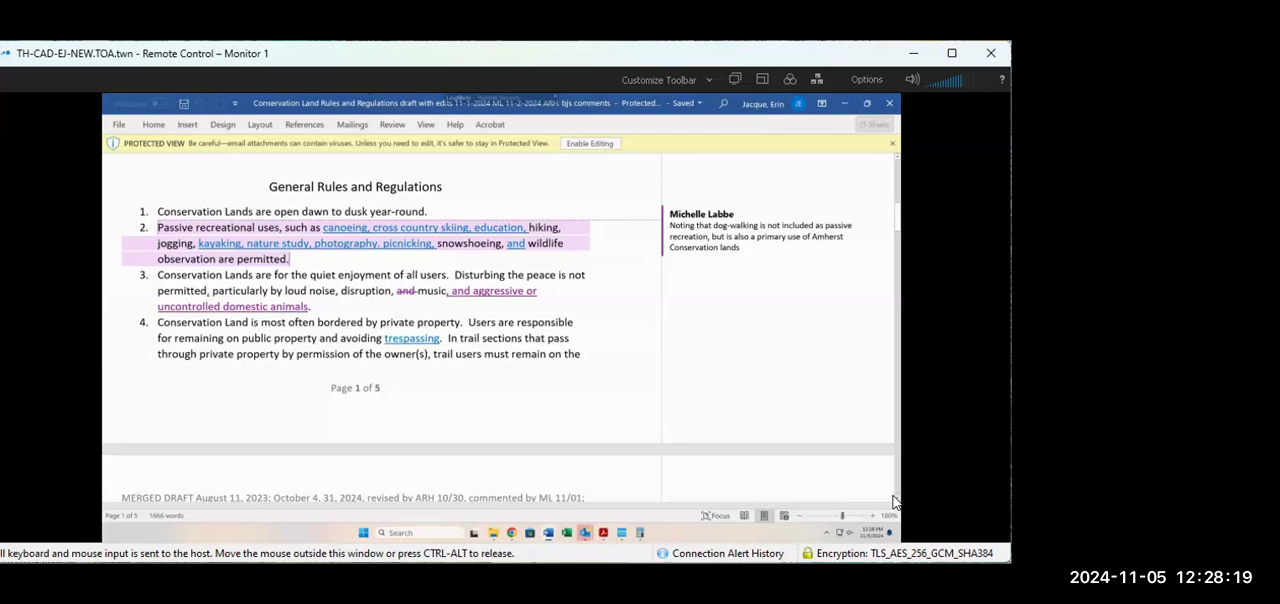 TH-CAD-EJ-NEW.TOA.twn - Remote Control – Monitor 1
Customize Toolbar
Options
?
Conservation Land Rules and Regulations draft with edits 11-1-2024 ML 11-2-2024 ARH. bjs comments - Protected... - Saved
Jacque, Erin
JE
File Home Insert Design Layout References Mailings Review View Help Acrobat
Share
PROTECTED VIEW Be careful—email attachments can contain viruses. Unless you need to edit, it's safer to stay in Protected View.
Enable Editing
General Rules and Regulations
1. Conservation Lands are open dawn to dusk year-round.
2. Passive recreational uses, such as canoeing, cross country skiing, education, hiking,
jogging, kayaking, nature study, photography. picnicking, snowshoeing, and wildlife
observation are permitted.
3. Conservation Lands are for the quiet enjoyment of all users. Disturbing the peace is not
permitted, particularly by loud noise, disruption, and music, and aggressive or
uncontrolled domestic animals.
4. Conservation Land is most often bordered by private property. Users are responsible
for remaining on public property and avoiding trespassing. In trail sections that pass
through private property by permission of the owner(s), trail users must remain on the
Michelle Labbe
Noting that dog-walking is not included as passive
recreation, but is also a primary use of Amherst
Conservation lands
Page 1 of 5
MERGED DRAFT August 11, 2023; October 4, 31, 2024, revised by ARH 10/30, commented by ML 11/01;
Page 1 of 5 1666 words
Focus
180%
Search
12:28 PM
11/5/2024
ll keyboard and mouse input is sent to the host. Move the mouse outside this window or press CTRL-ALT to release.
Connection Alert History
Encryption: TLS_AES_256_GCM_SHA384
2024-11-05 12:28:19